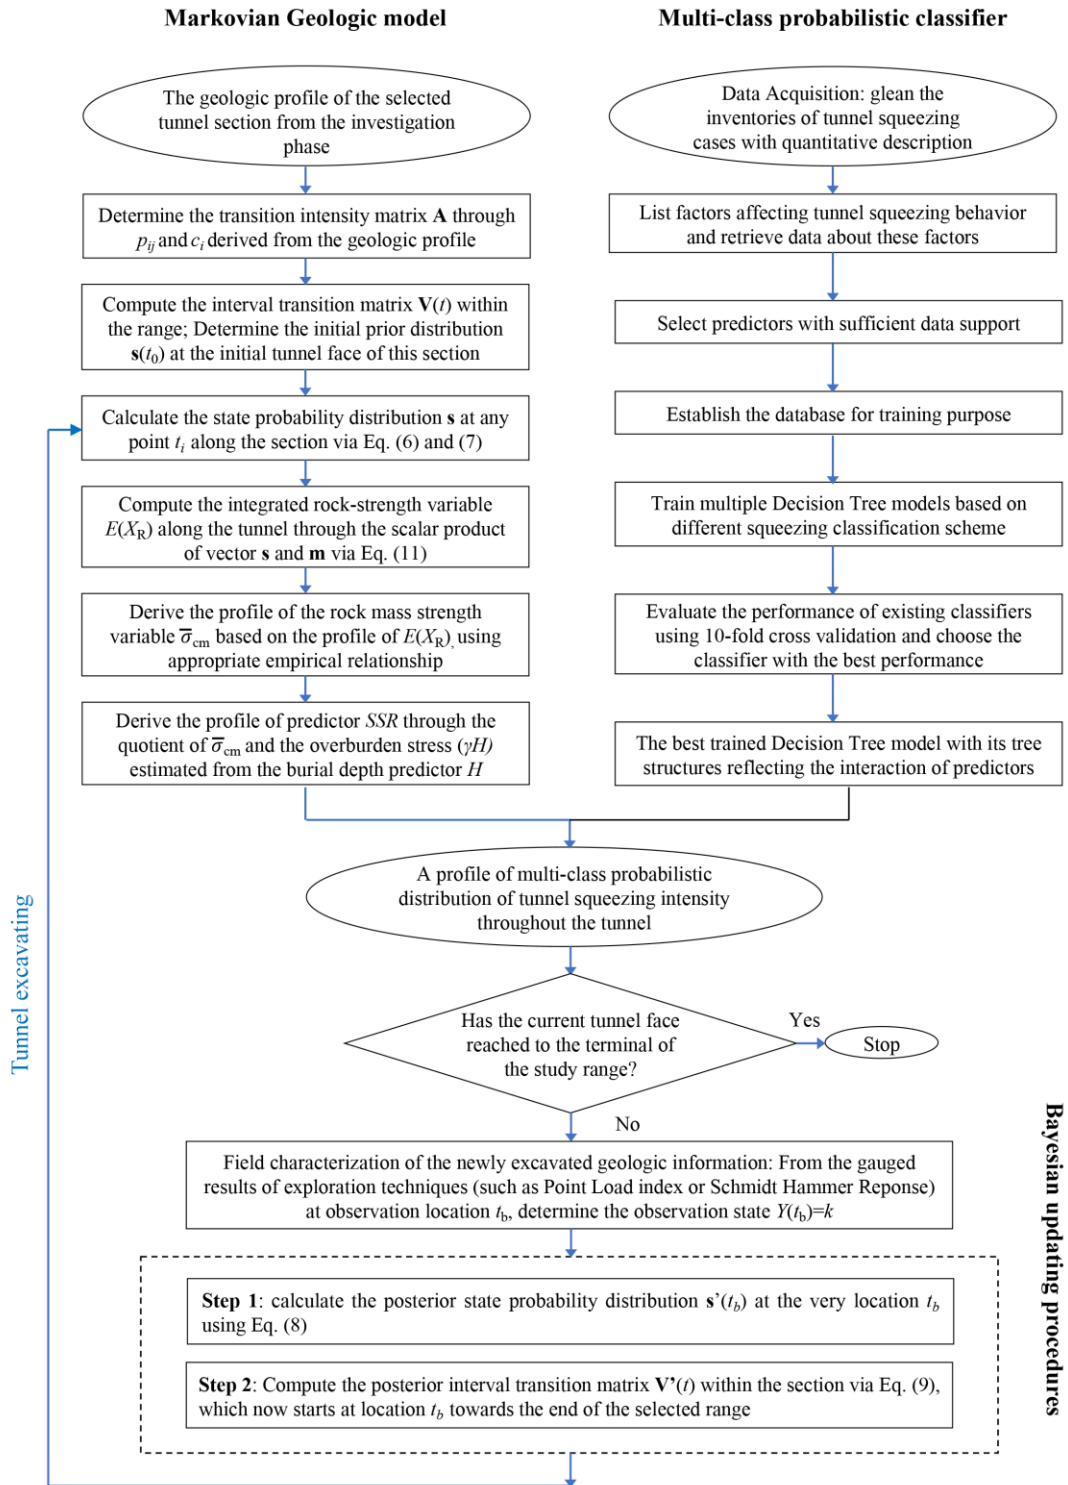 Markovian Geologic model
The geologic profile of the selected
tunnel section from the investigation
phase
Determine the transition intensity matrix A through
pij and ci derived from the geologic profile
Compute the interval transition matrix V(t) within
the range; Determine the initial prior distribution
s(t0) at the initial tunnel face of this section
Calculate the state probability distribution s at any
point ti along the section via Eq. (6) and (7)
Compute the integrated rock-strength variable
E(XR) along the tunnel through the scalar product
of vector s and m via Eq. (11)
Derive the profile of the rock mass strength
variable σ̅cm based on the profile of E(XR), using
appropriate empirical relationship
Derive the profile of predictor SSR through the
quotient of σ̅cm and the overburden stress (γH)
estimated from the burial depth predictor H
Multi-class probabilistic classifier
Data Acquisition: glean the
inventories of tunnel squeezing
cases with quantitative description
List factors affecting tunnel squeezing behavior
and retrieve data about these factors
Select predictors with sufficient data support
Establish the database for training purpose
Train multiple Decision Tree models based on
different squeezing classification scheme
Evaluate the performance of existing classifiers
using 10-fold cross validation and choose the
classifier with the best performance
The best trained Decision Tree model with its tree
structures reflecting the interaction of predictors
A profile of multi-class probabilistic
distribution of tunnel squeezing intensity
throughout the tunnel
Has the current tunnel face
reached to the terminal of
the study range?
Yes
Stop
No
Tunnel excavating
Field characterization of the newly excavated geologic information: From the gauged
results of exploration techniques (such as Point Load index or Schmidt Hammer Reponse)
at observation location tb, determine the observation state Y(tb)=k
Step 1: calculate the posterior state probability distribution s’(tb) at the very location tb
using Eq. (8)
Step 2: Compute the posterior interval transition matrix V’(t) within the section via Eq. (9),
which now starts at location tb towards the end of the selected range
Bayesian updating procedures